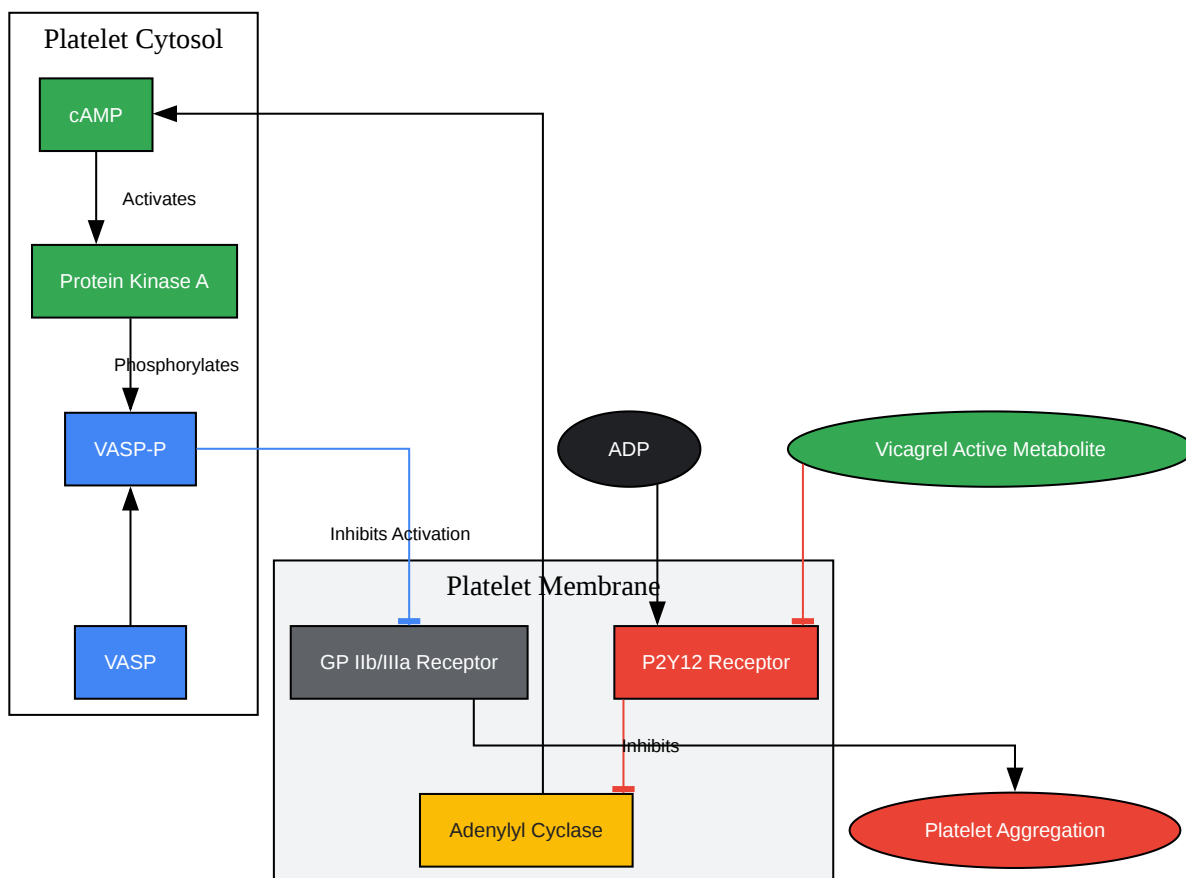 Platelet Cytosol
cAMP
Activates
Protein Kinase A
Phosphorylates
VASP-P
ADP
Vicagrel Active Metabolite
Inhibits Activation
Platelet Membrane
VASP
GP IIb/IIIa Receptor
P2Y12 Receptor
Inhibits
Adenylyl Cyclase
Platelet Aggregation